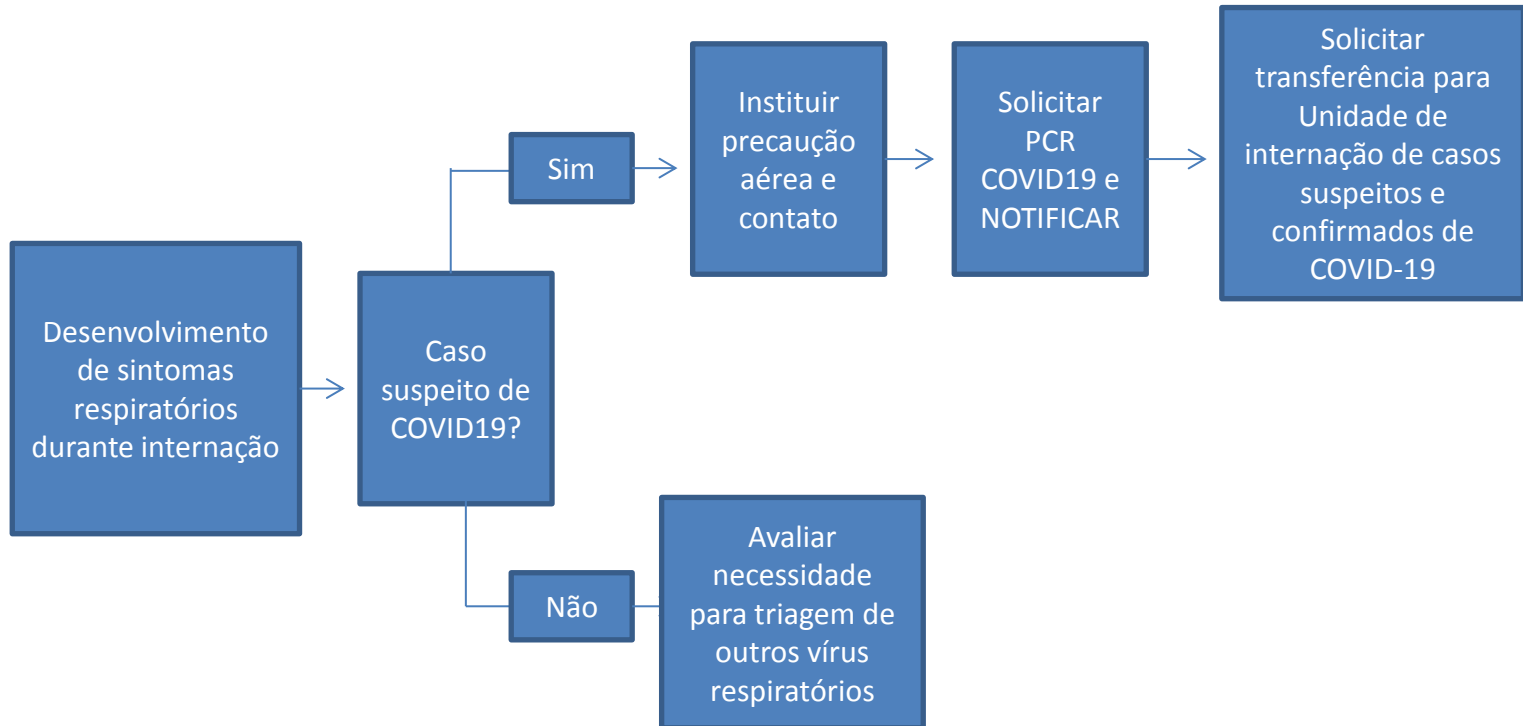 Desenvolvimento
de sintomas
respiratórios
durante internação
Caso
suspeito de
COVID19?
Sim
Instituir
precaução
aérea e
contato
Solicitar
PCR
COVID19 e
NOTIFICAR
Solicitar
transferência para
Unidade de
internação de casos
suspeitos e
confirmados de
COVID-19
Não
Avaliar
necessidade
para triagem de
outros vírus
respiratórios